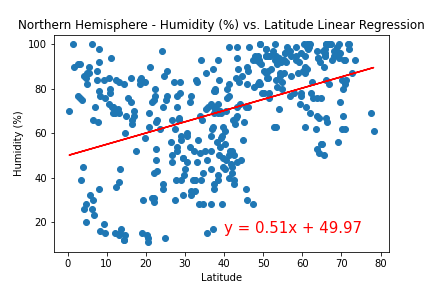 Northern Hemisphere - Humidity (%) vs. Latitude Linear Regression
100
80
60
40
20
Humidity (%)
y = 0.51x + 49.97
0 10 20 30 40 50 60 70 80
Latitude